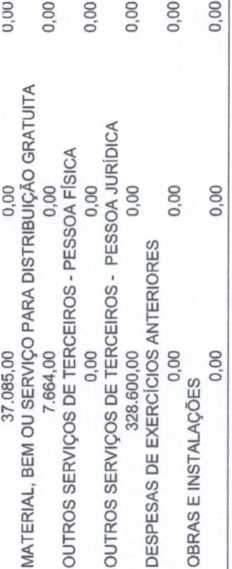 37.085,00 0,00 0,00
MATERIAL, BEM OU SERVIÇO PARA DISTRIBUIÇÃO GRATUITA
7.664,00 0,00 0,00
OUTROS SERVIÇOS DE TERCEIROS - PESSOA FÍSICA
0,00 0,00 0,00
OUTROS SERVIÇOS DE TERCEIROS - PESSOA JURÍDICA
328.600,00 0,00 0,00
DESPESAS DE EXERCÍCIOS ANTERIORES
0,00 0,00 0,00
OBRAS E INSTALAÇÕES
0,00 0,00 0,00